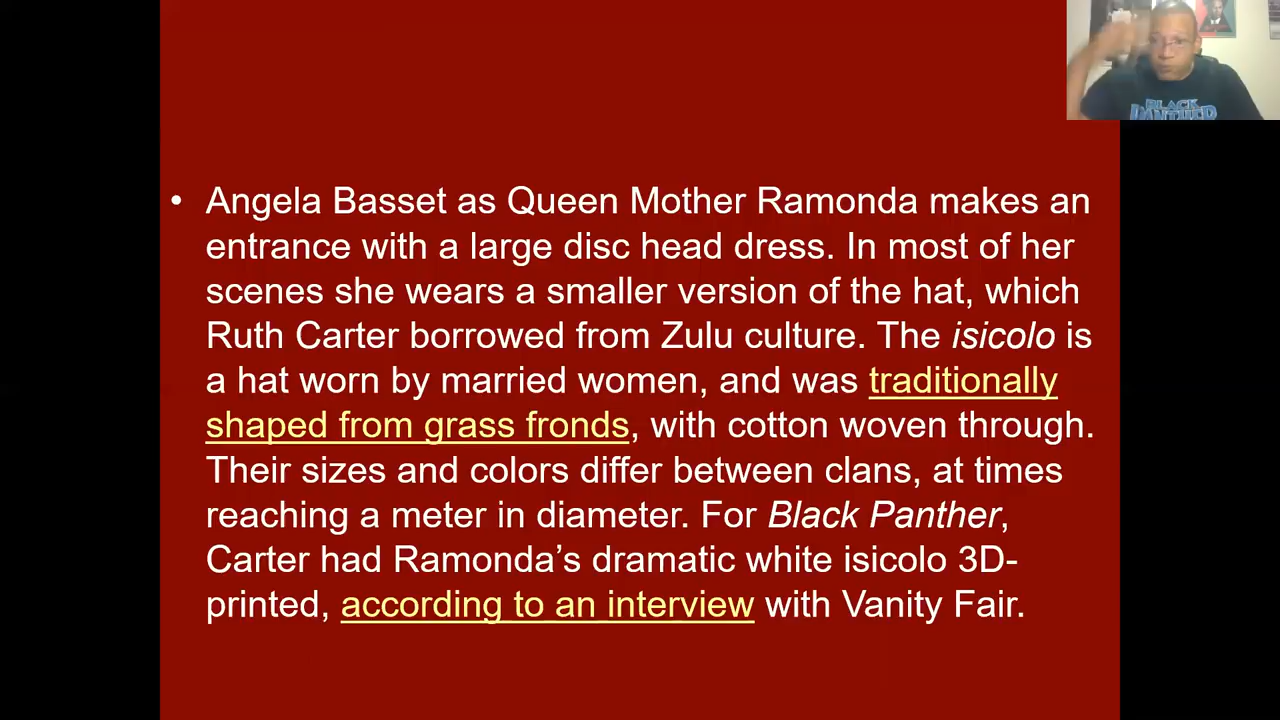 BLACK
PANTHER
• Angela Basset as Queen Mother Ramonda makes an
entrance with a large disc head dress. In most of her
scenes she wears a smaller version of the hat, which
Ruth Carter borrowed from Zulu culture. The isicolo is
a hat worn by married women, and was traditionally
shaped from grass fronds, with cotton woven through.
Their sizes and colors differ between clans, at times
reaching a meter in diameter. For Black Panther,
Carter had Ramonda’s dramatic white isicolo 3D-
printed, according to an interview with Vanity Fair.